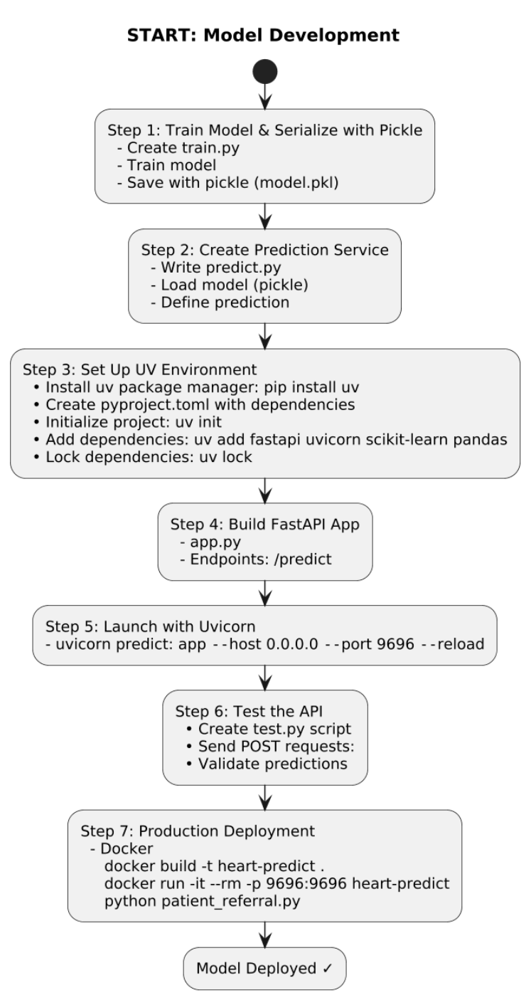 START: Model Development
Step 1: Train Model & Serialize with Pickle
- Create train.py
- Train model
- Save with pickle (model.pkl)
Step 2: Create Prediction Service
- Write predict.py
- Load model (pickle)
- Define prediction
Step 3: Set Up UV Environment
• Install uv package manager: pip install uv
• Create pyproject.toml with dependencies
• Initialize project: uv init
• Add dependencies: uv add fastapi uvicorn scikit-learn pandas
• Lock dependencies: uv lock
Step 4: Build FastAPI App
- app.py
- Endpoints: /predict
Step 5: Launch with Uvicorn
- uvicorn predict: app --host 0.0.0.0 --port 9696 --reload
Step 6: Test the API
• Create test.py script
• Send POST requests:
• Validate predictions
Step 7: Production Deployment
- Docker
docker build -t heart-predict .
docker run -it --rm -p 9696:9696 heart-predict
python patient_referral.py
Model Deployed ✓